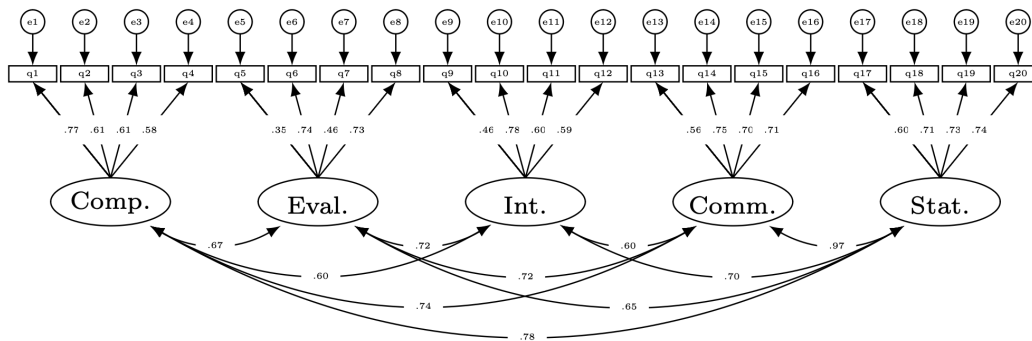 e1 e2 e3 e4 e5 e6 e7 e8 e9 e10 e11 e12 e13 e14 e15 e16 e17 e18 e19 e20
q1 q2 q3 q4 q5 q6 q7 q8 q9 q10 q11 q12 q13 q14 q15 q16 q17 q18 q19 q20
.77 .61 .61 .58 .35 .74 .46 .73 .46 .78 .60 .59 .56 .75 .70 .71 .60 .71 .73 .74
Comp. Eval. Int. Comm. Stat.
.67 .72 .60 .97
.60 .72 .70
.74 .65
.78